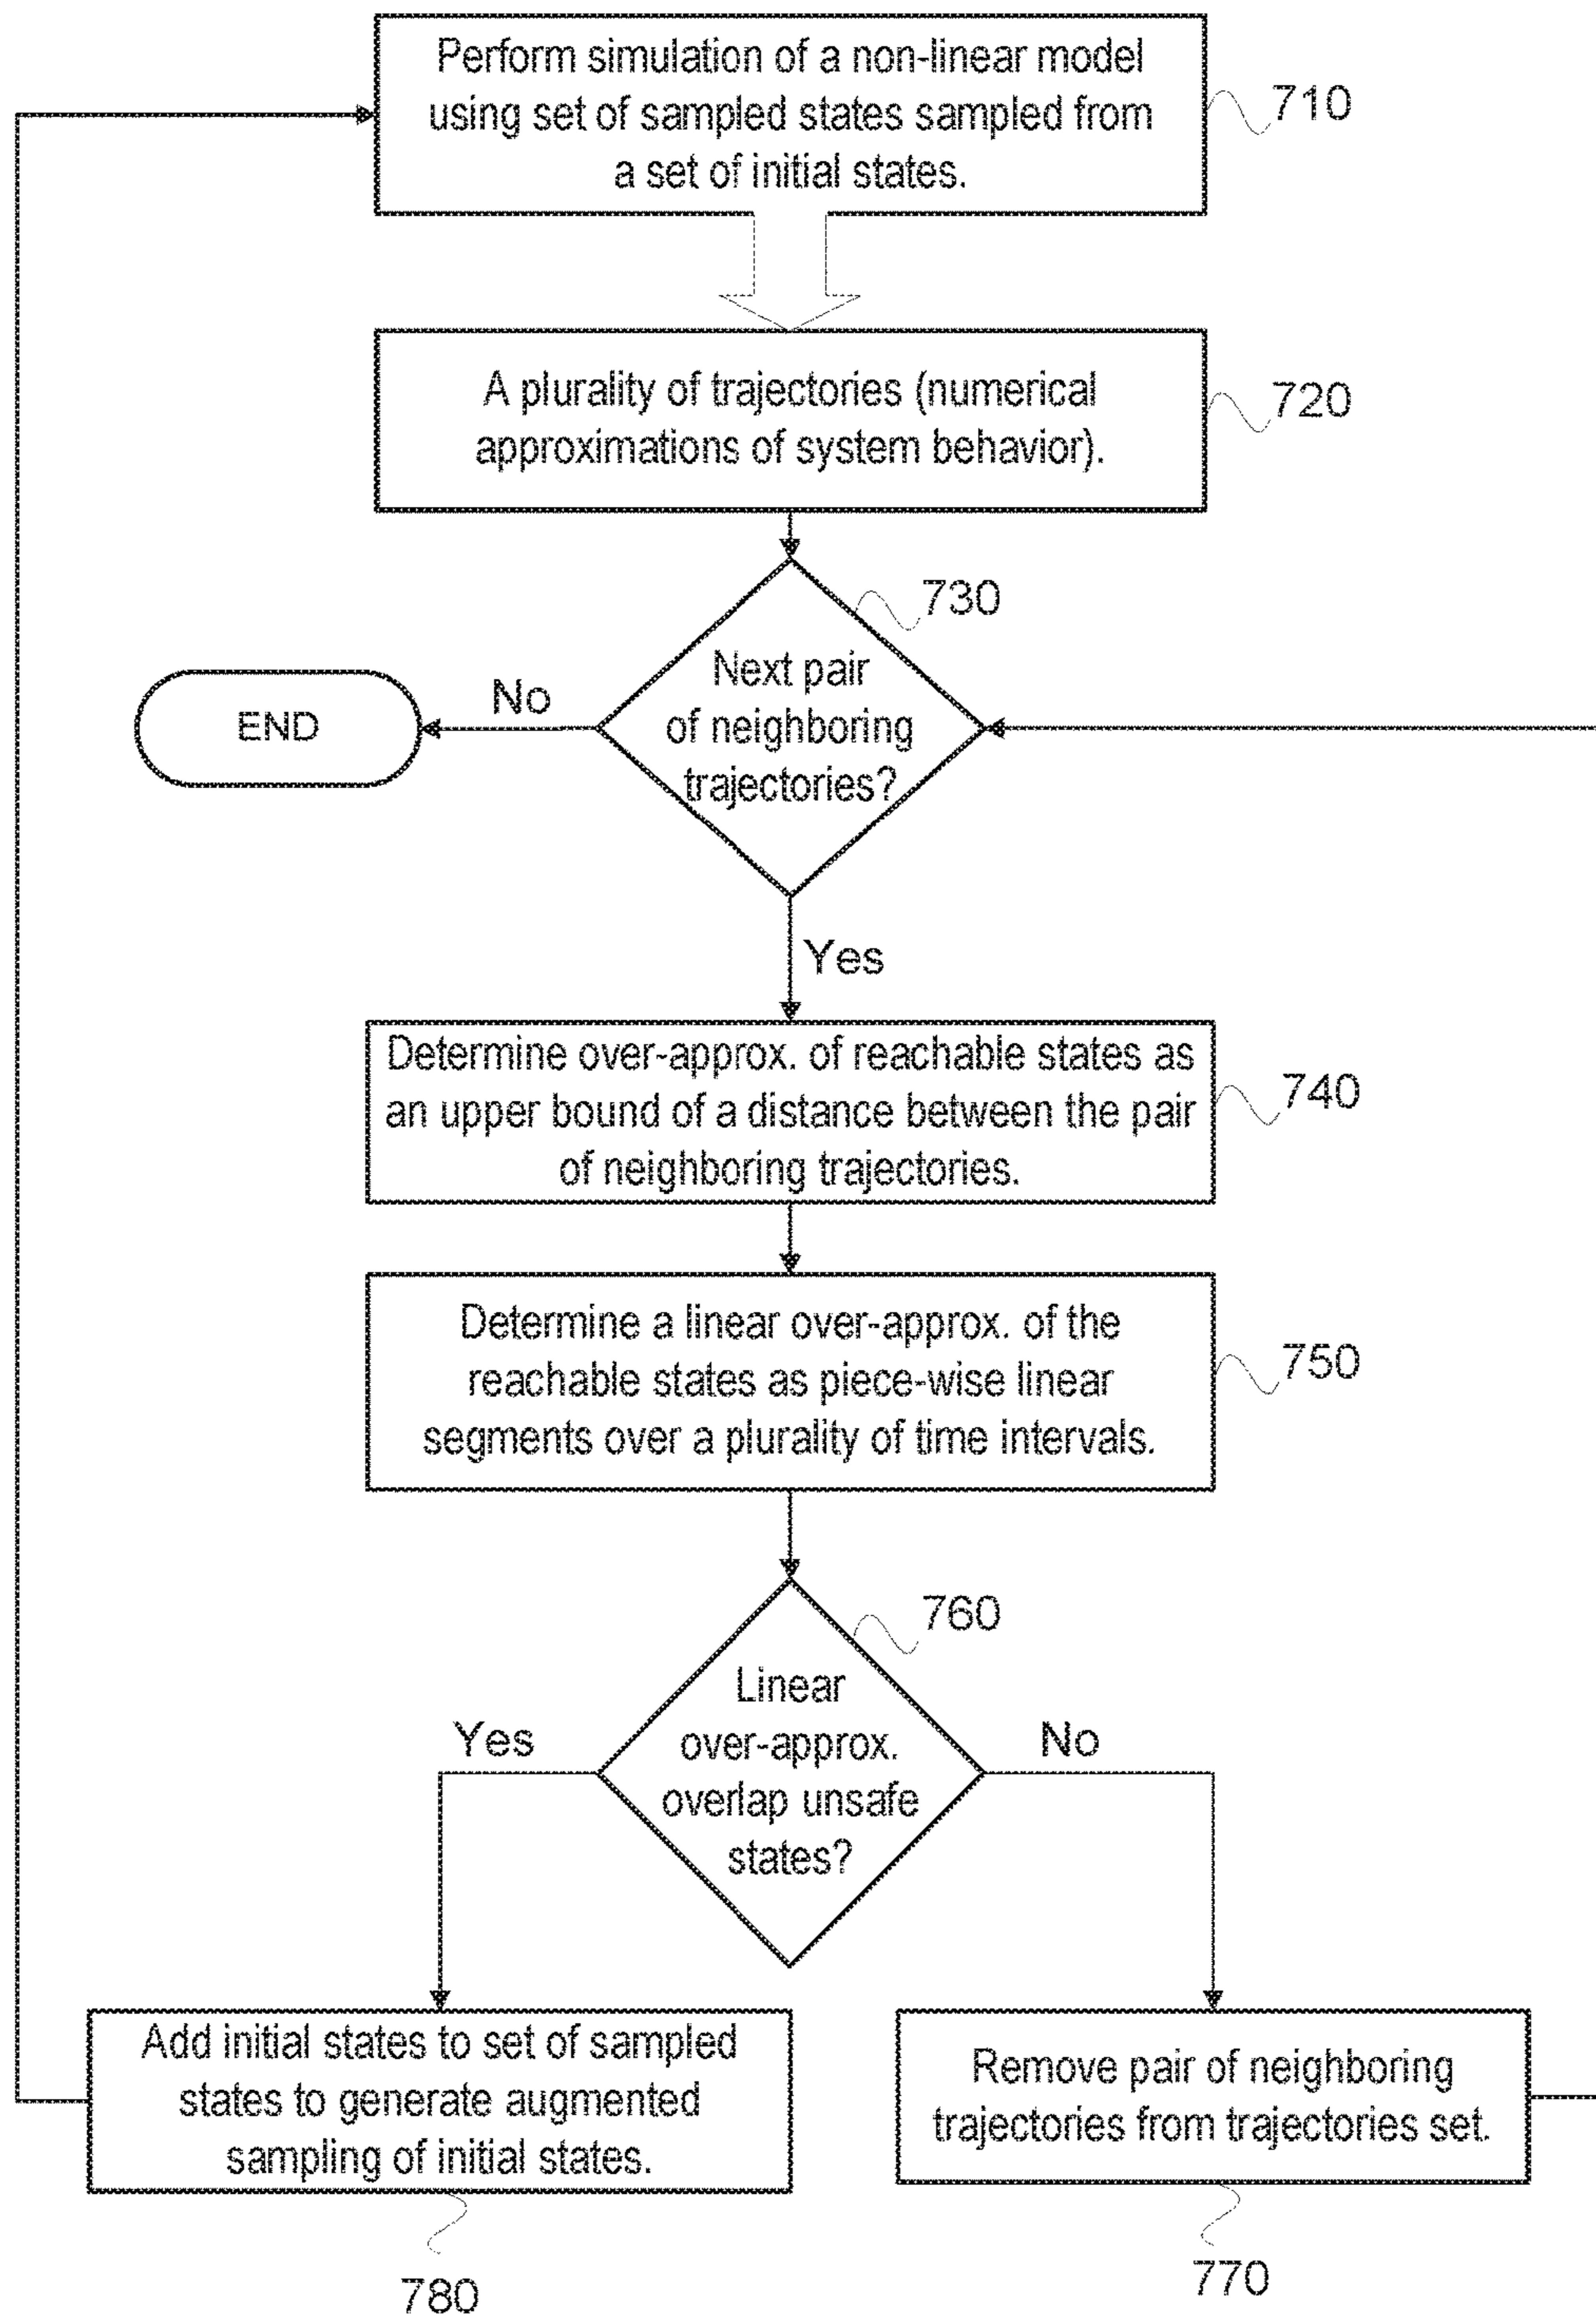 Perform simulation of a non-linear model
using set of sampled states sampled from
a set of initial states.
710
A plurality of trajectories (numerical
approximations of system behavior).
720
730
Next pair
of neighboring
trajectories?
No
END
Yes
Determine over-approx. of reachable states as
an upper bound of a distance between the pair
of neighboring trajectories.
740
Determine a linear over-approx. of the
reachable states as piece-wise linear
segments over a plurality of time intervals.
750
760
Linear
over-approx.
overlap unsafe
states?
Yes
No
Add initial states to set of sampled
states to generate augmented
sampling of initial states.
780
Remove pair of neighboring
trajectories from trajectories set.
770